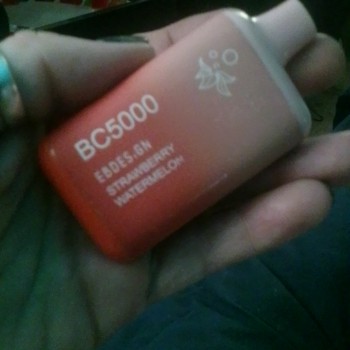 BC5000
EBDESIGN
STRAWBERRY
WATERMELON